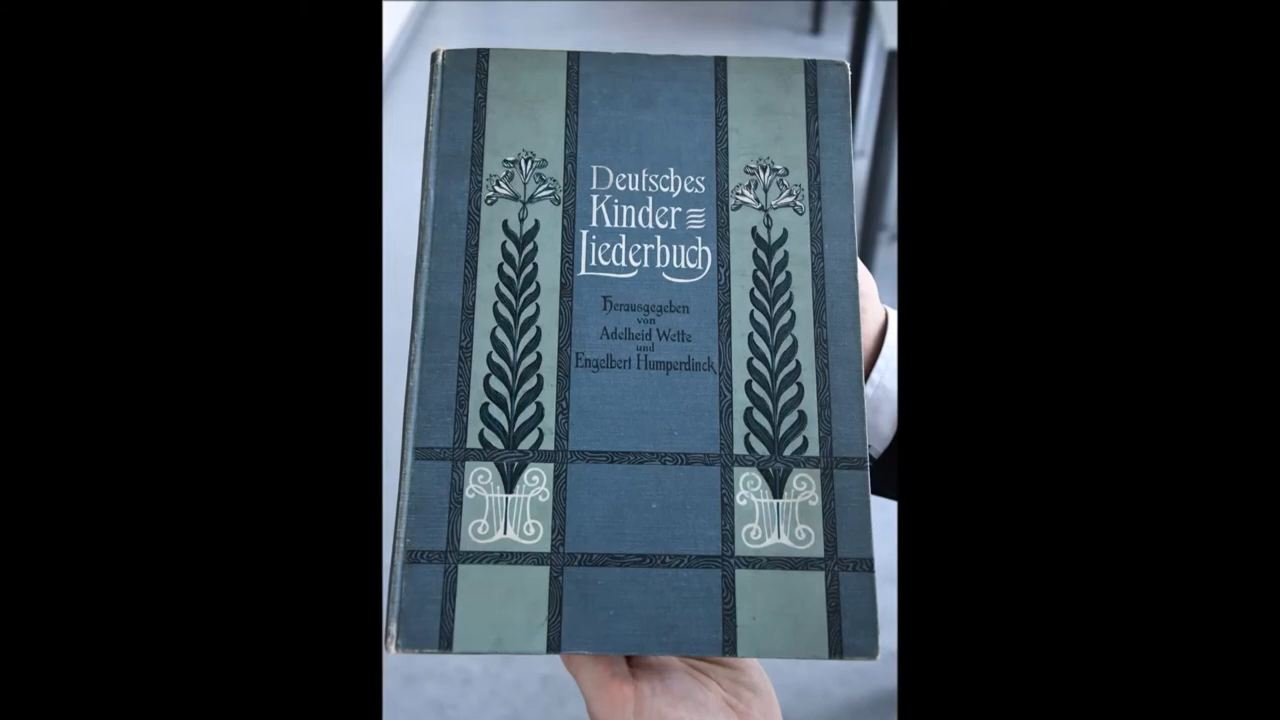 Deutsches
Kinder=
Liederbuch
Herausgegeben
von
Adelheid Wette
und
Engelbert Humperdinck